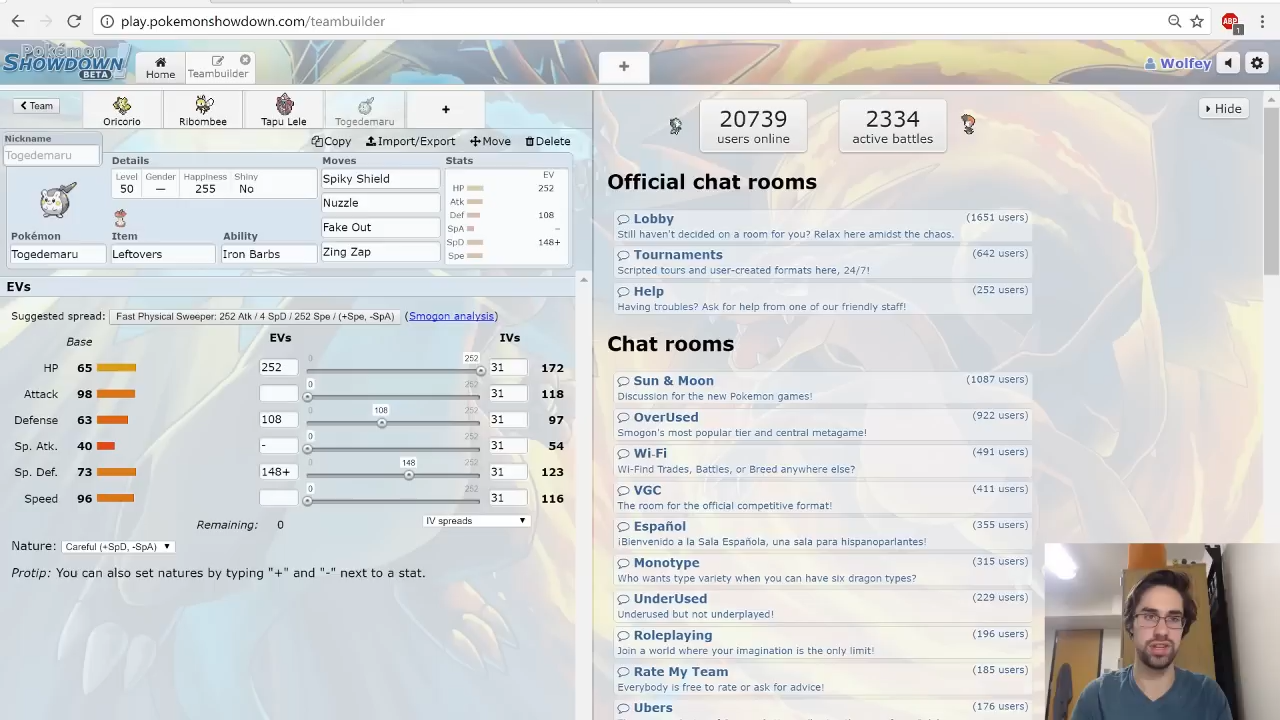 play.pokemonshowdown.com/teambuilder
ABP
1
Pokémon
SHOWDOWN
BETA
Home
Teambuilder
+
Wolfey
Team
Oricorio
Ribombee
Tapu Lele
Togedemaru
+
Copy Import/Export Move Delete
Nickname
Togedemaru
Details
Level Gender Happiness Shiny
50 — 255 No
Moves
Spiky Shield
Nuzzle
Fake Out
Zing Zap
Stats
EV
HP 252
Atk
Def 108
SpA –
SpD 148+
Spe
Pokémon Item Ability
Togedemaru Leftovers Iron Barbs
EVs
Suggested spread: Fast Physical Sweeper: 252 Atk / 4 SpD / 252 Spe / (+Spe, -SpA) (Smogon analysis)
Base EVs IVs
HP 65 252 0 252 31 172
Attack 98 0 252 31 118
Defense 63 108 0 108 252 31 97
Sp. Atk. 40 - 0 252 31 54
Sp. Def. 73 148+ 0 148 252 31 123
Speed 96 0 252 31 116
Remaining: 0 IV spreads
Nature: Careful (+SpD, -SpA)
Protip: You can also set natures by typing "+" and "-" next to a stat.
20739
users online
2334
active battles
Hide
Official chat rooms
Lobby (1651 users)
Still haven't decided on a room for you? Relax here amidst the chaos.
Tournaments (642 users)
Scripted tours and user-created formats here, 24/7!
Help (252 users)
Having troubles? Ask for help from one of our friendly staff!
Chat rooms
Sun & Moon (1087 users)
Discussion for the new Pokemon games!
OverUsed (922 users)
Smogon's most popular tier and central metagame!
Wi-Fi (491 users)
Wi-Find Trades, Battles, or Breed anywhere else?
VGC (411 users)
The room for the official competitive format!
Español (355 users)
¡Bienvenido a la Sala Española, una sala para hispanoparlantes!
Monotype (315 users)
Who wants type variety when you can have six dragon types?
UnderUsed (229 users)
Underused but not underplayed!
Roleplaying (196 users)
Join a world where your imagination is the only limit!
Rate My Team (185 users)
Everybody is free to rate or ask for advice!
Ubers (176 users)